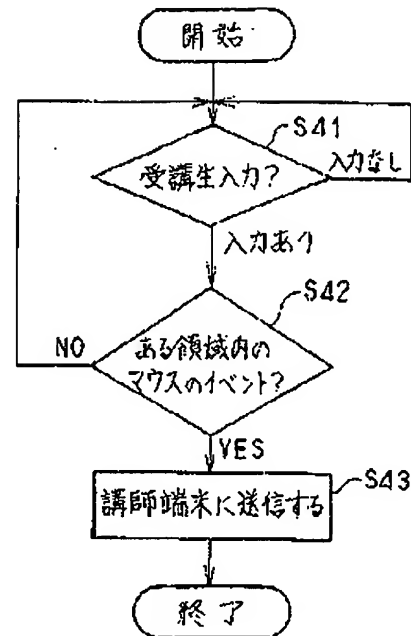 開始
S41
受講生入力?
入力なし
入力あり
S42
NO
ある領域内の
マウスのイベント?
YES
S43
講師端末に送信する
終了